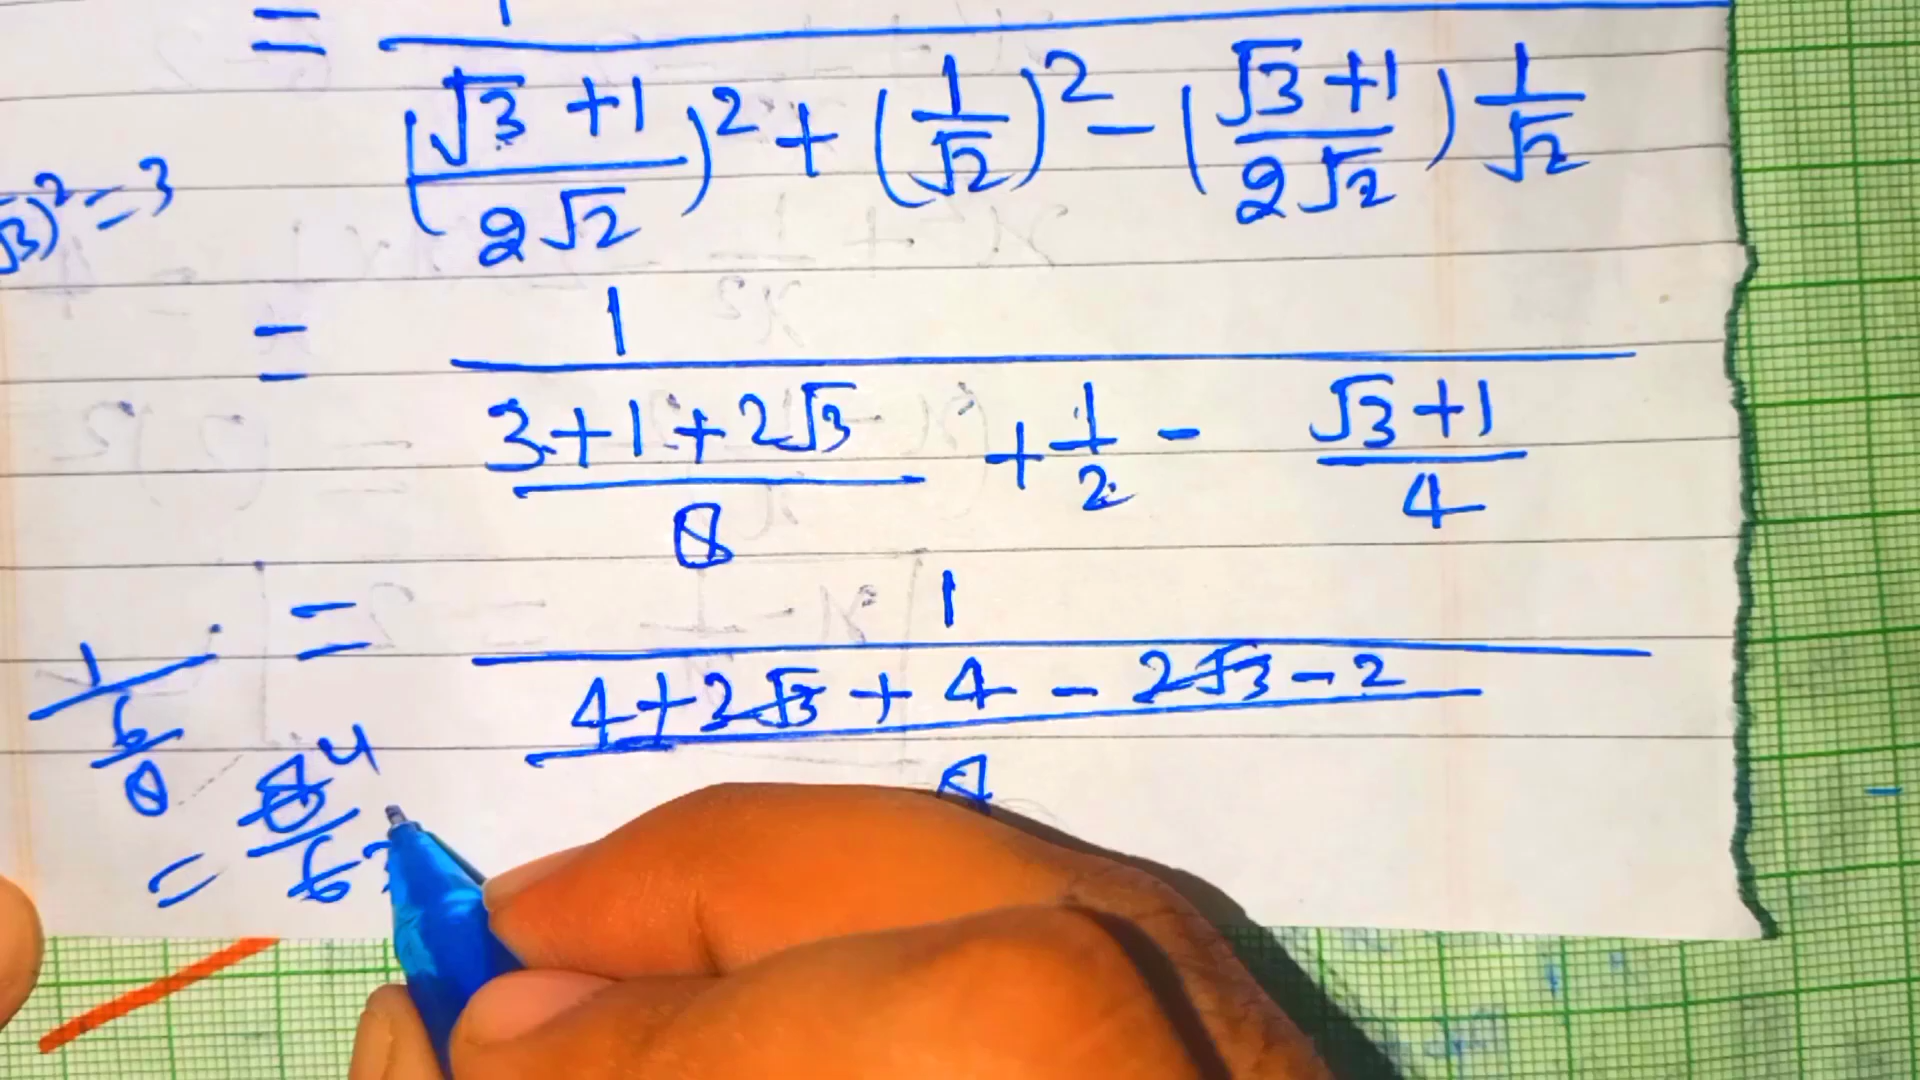 = 1
((√3 + 1)/(2√2))² + (1/√2)² - ((√3 + 1)/(2√2)) 1/√2
√3)² = 3
= 1
(3 + 1 + 2√3)/8 + 1/2 - (√3 + 1)/4
= 1
(4 + 2√3 + 4 - 2√3 - 2)/8
1
6/8
= 8 4
6